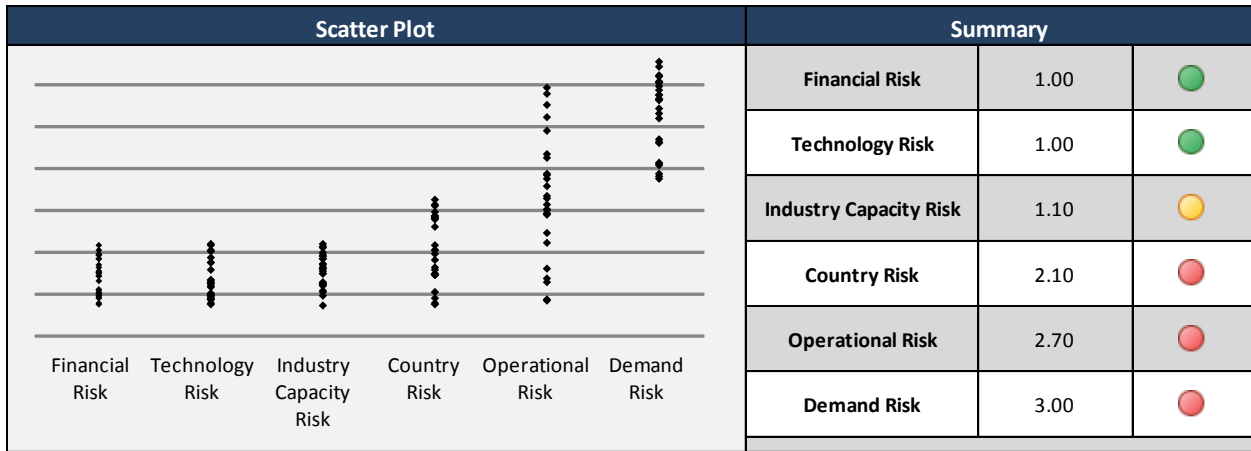 Scatter Plot
Summary
Financial
Risk
Technology
Risk
Industry
Capacity
Risk
Country
Risk
Operational
Risk
Demand
Risk
Financial Risk 1.00
Technology Risk 1.00
Industry Capacity Risk 1.10
Country Risk 2.10
Operational Risk 2.70
Demand Risk 3.00